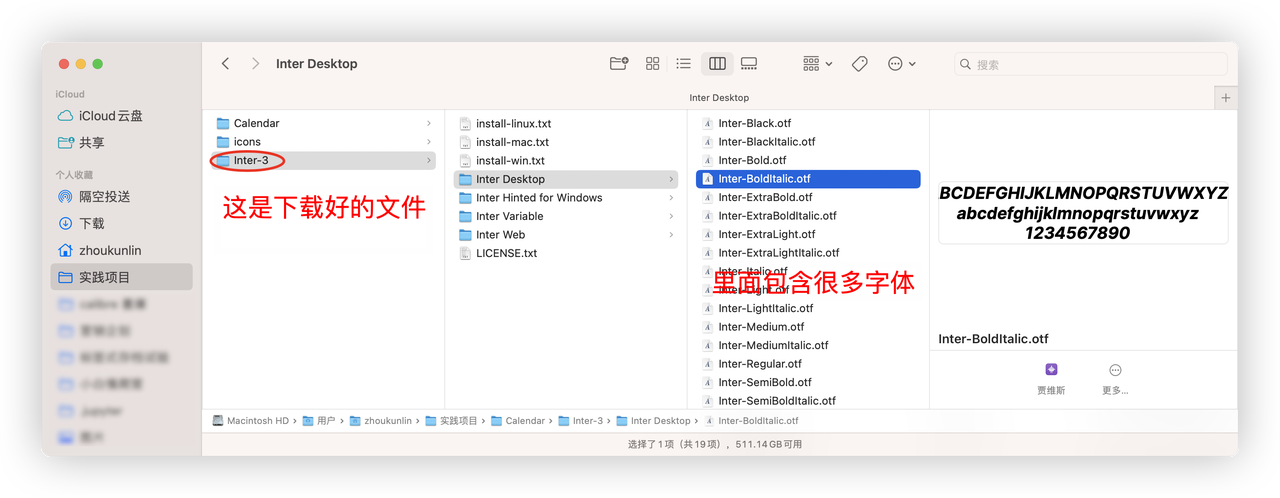 Inter Desktop
搜索
Inter Desktop
iCloud
iCloud云盘
共享
个人收藏
隔空投送
下载
zhoukunlin
实践项目
Calendar
icons
Inter-3
这是下载好的文件
install-linux.txt
install-mac.txt
install-win.txt
Inter Desktop
Inter Hinted for Windows
Inter Variable
Inter Web
LICENSE.txt
Inter-Black.otf
Inter-BlackItalic.otf
Inter-Bold.otf
Inter-BoldItalic.otf
Inter-ExtraBold.otf
Inter-ExtraBoldItalic.otf
Inter-ExtraLight.otf
Inter-ExtraLightItalic.otf
Inter-Italic.otf
里面包含很多字体
Inter-Light.otf
Inter-LightItalic.otf
Inter-Medium.otf
Inter-MediumItalic.otf
Inter-Regular.otf
Inter-SemiBold.otf
Inter-SemiBoldItalic.otf
BCDEFGHIJKLMNOPQRSTUVWXYZ
abcdefghijklmnopqrstuvwxyz
1234567890
Inter-BoldItalic.otf
贾维斯
更多...
Macintosh HD › 用户 › zhoukunlin › 实践项目 › Calendar › Inter-3 › Inter Desktop › Inter-BoldItalic.otf
选择了1项（共19项），511.14 GB可用